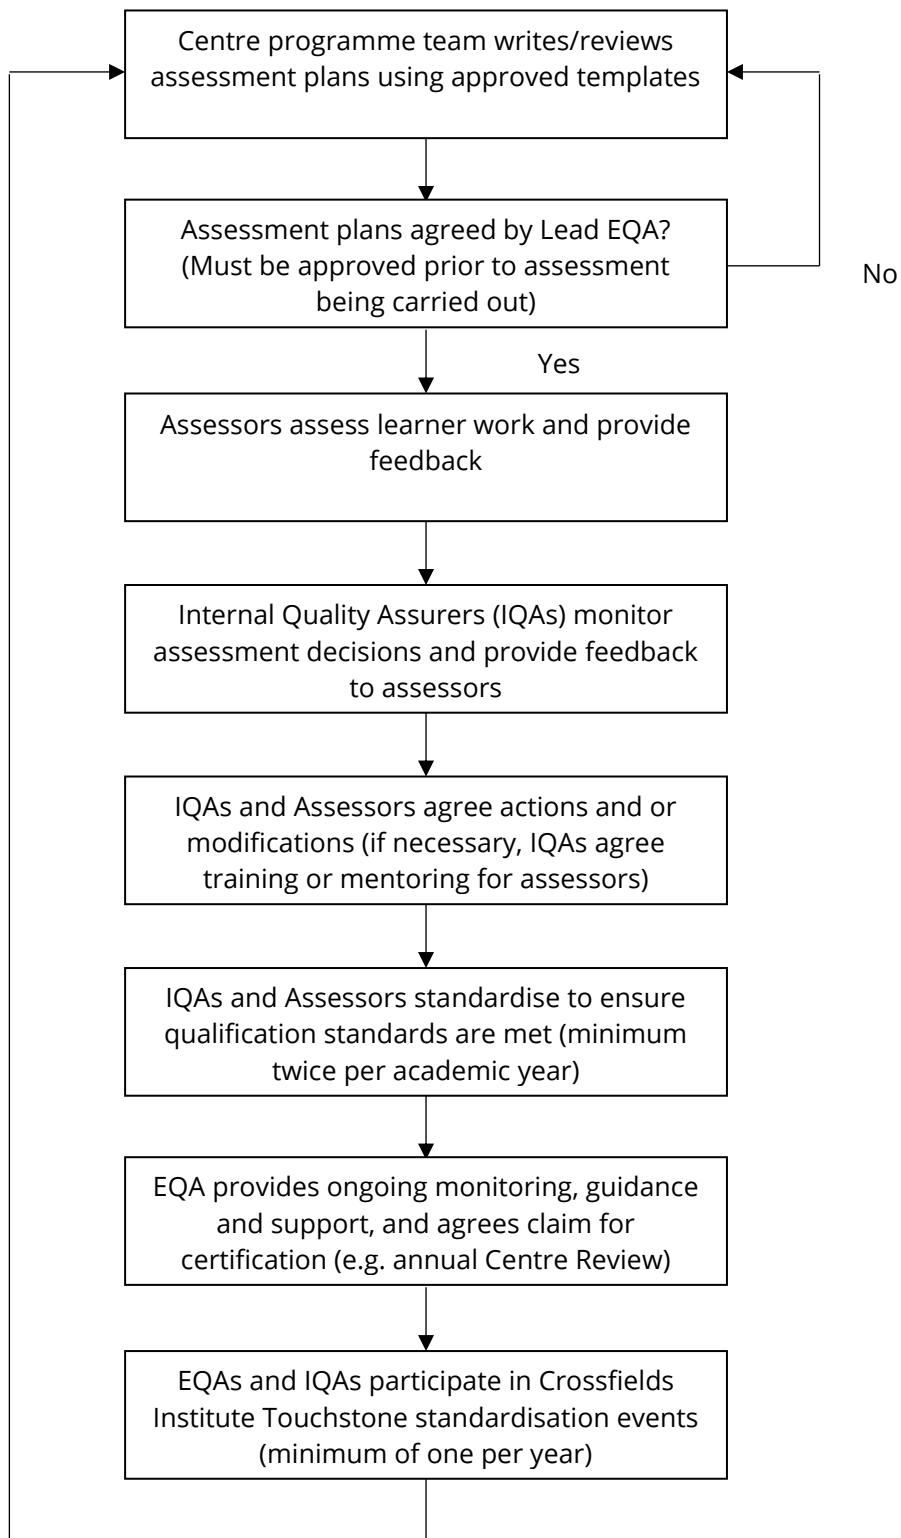 Centre programme team writes/reviews
assessment plans using approved templates
Assessment plans agreed by Lead EQA?
(Must be approved prior to assessment
being carried out)
No
Yes
Assessors assess learner work and provide
feedback
Internal Quality Assurers (IQAs) monitor
assessment decisions and provide feedback
to assessors
IQAs and Assessors agree actions and or
modifications (if necessary, IQAs agree
training or mentoring for assessors)
IQAs and Assessors standardise to ensure
qualification standards are met (minimum
twice per academic year)
EQA provides ongoing monitoring, guidance
and support, and agrees claim for
certification (e.g. annual Centre Review)
EQAs and IQAs participate in Crossfields
Institute Touchstone standardisation events
(minimum of one per year)